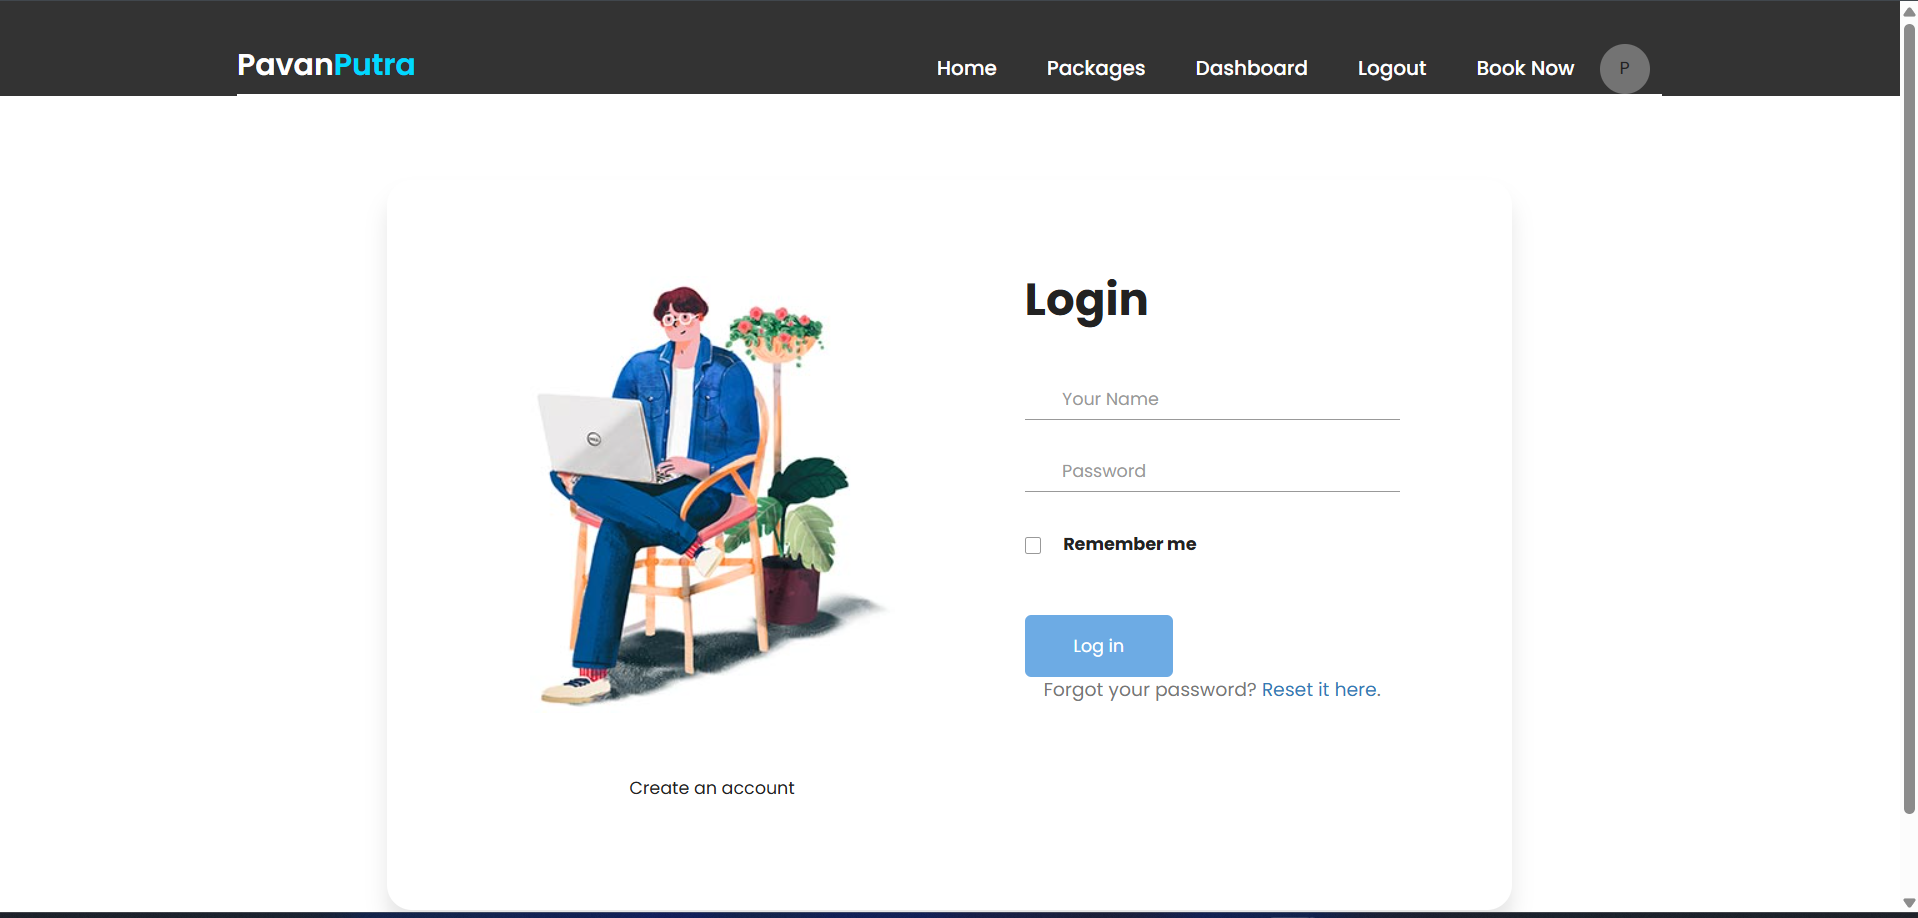 PavanPutra
Home Packages Dashboard Logout Book Now P
Login
Your Name
Password
Remember me
Log in
Forgot your password? Reset it here.
Create an account